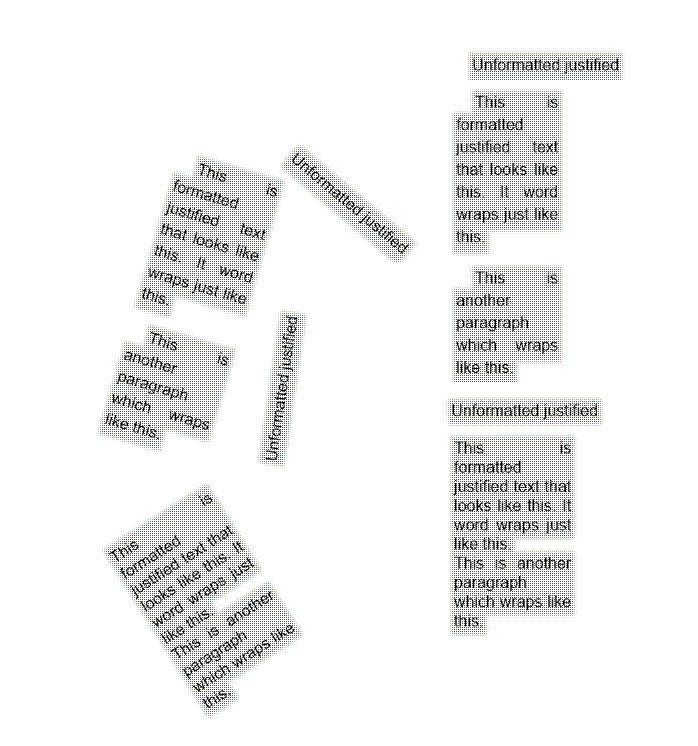 This is
formatted
justified text
that looks like
this. It word
wraps just like
this.
This is
another
paragraph
which wraps
like this.
Unformatted justified
Unformatted justified
This is
formatted
justified text that
looks like this. It
word wraps just
like this.
This is another
paragraph
which wraps like
this.
Unformatted justified
This is
formatted
justified text
that looks like
this. It word
wraps just like
this.
This is
another
paragraph
which wraps
like this.
Unformatted justified
This is
formatted
justified text that
looks like this. It
word wraps just
like this.
This is another
paragraph
which wraps like
this.